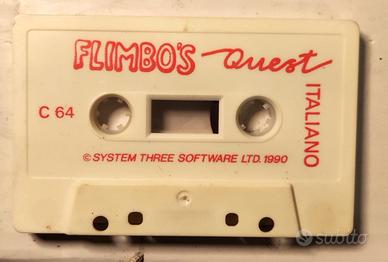 FLIMBO'S Quest
C 64
ITALIANO
© SYSTEM THREE SOFTWARE LTD. 1990
subito